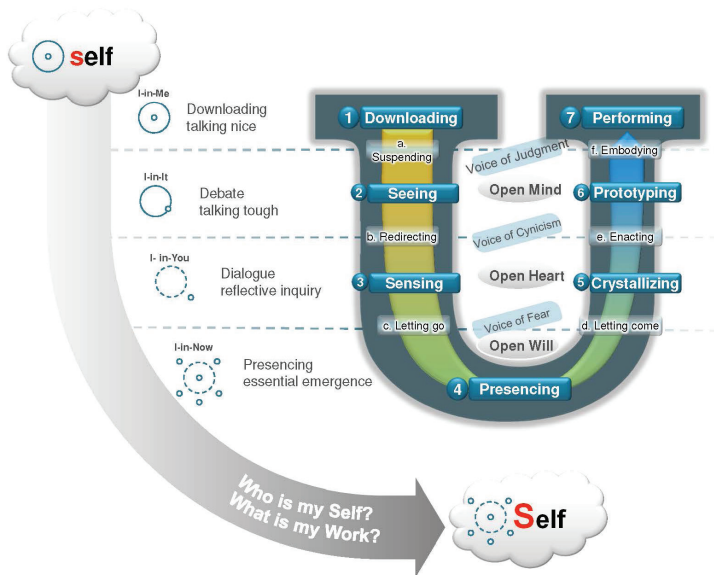 self
I-in-Me
Downloading
talking nice
I-in-It
Debate
talking tough
I- in-You
Dialogue
reflective inquiry
I-in-Now
Presencing
essential emergence
Who is my Self?
What is my Work?
Self
1 Downloading
a.
Suspending
2 Seeing
b. Redirecting
3 Sensing
c. Letting go
4 Presencing
Voice of Judgment
Open Mind
Voice of Cynicism
Open Heart
Voice of Fear
Open Will
7 Performing
f. Embodying
6 Prototyping
e. Enacting
5 Crystallizing
d. Letting come